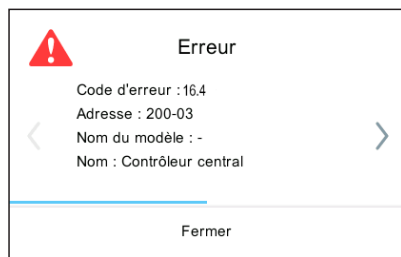 Erreur
Code d'erreur : 16.4
Adresse : 200-03
Nom du modèle : -
Nom : Contrôleur central
Fermer